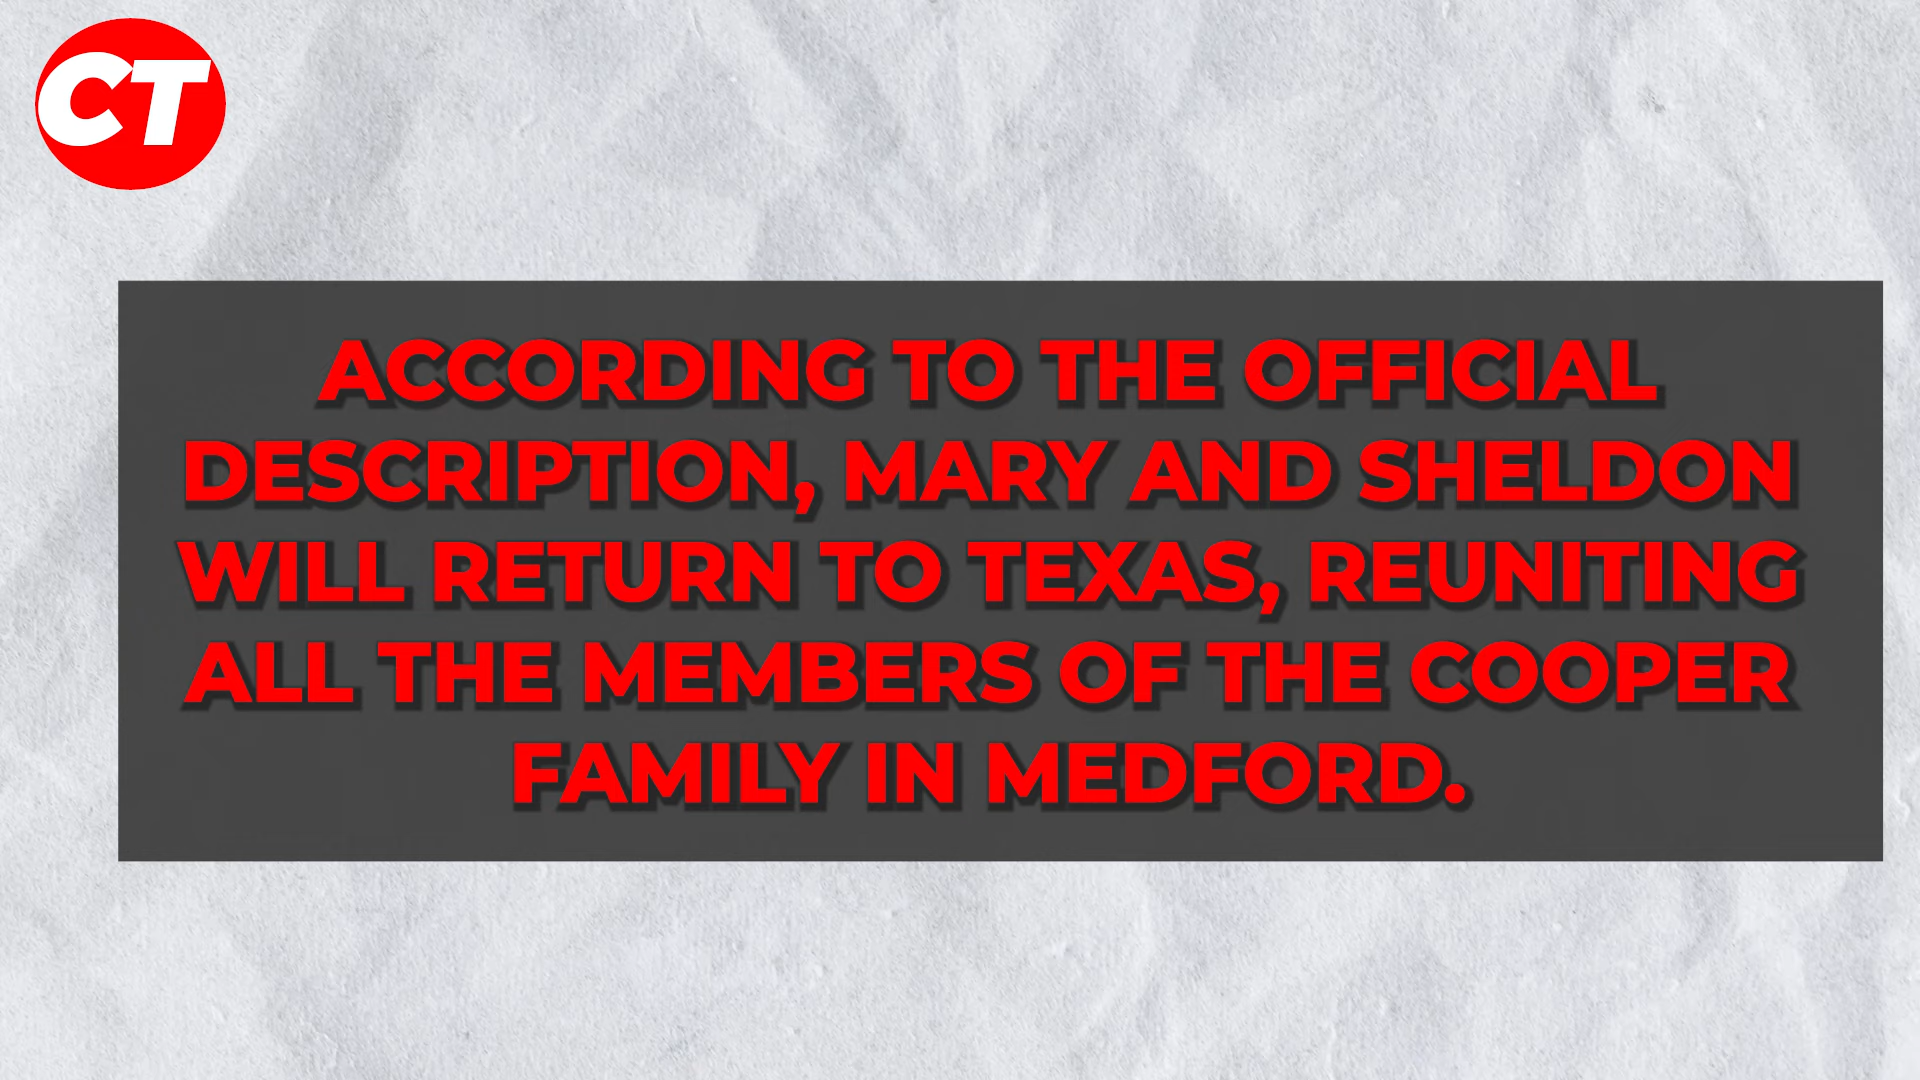 CT
ACCORDING TO THE OFFICIAL
DESCRIPTION, MARY AND SHELDON
WILL RETURN TO TEXAS, REUNITING
ALL THE MEMBERS OF THE COOPER
FAMILY IN MEDFORD.